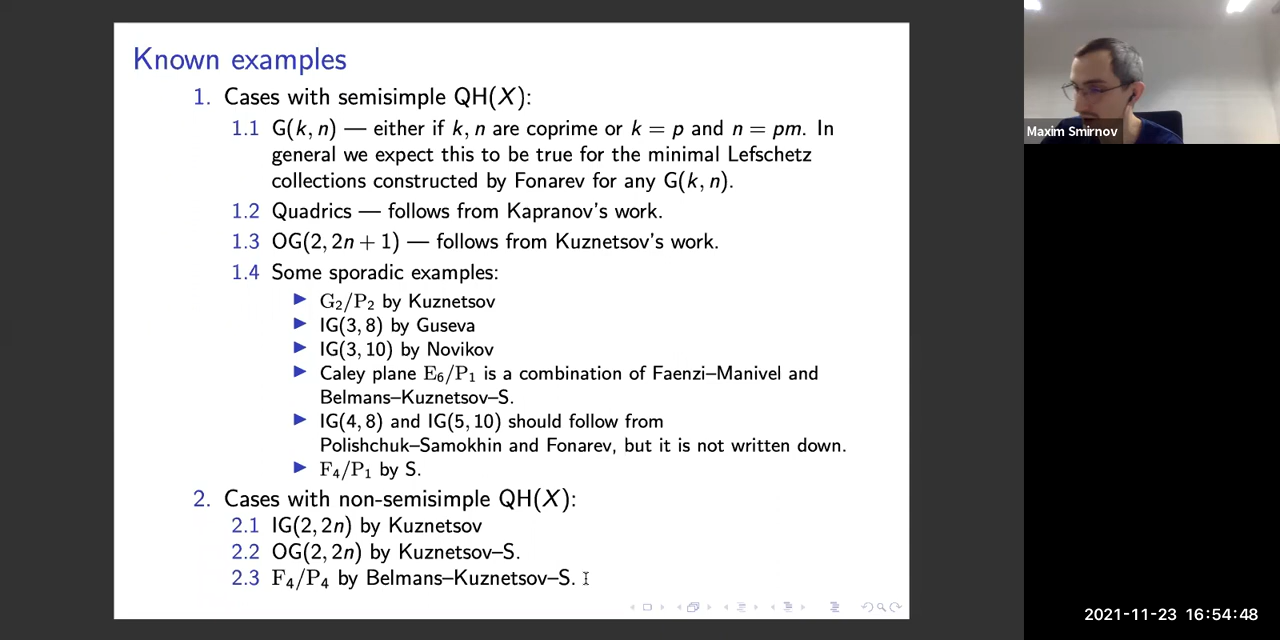 Known examples
1. Cases with semisimple QH(X):
1.1 G(k, n) — either if k, n are coprime or k = p and n = pm. In
general we expect this to be true for the minimal Lefschetz
collections constructed by Fonarev for any G(k, n).
1.2 Quadrics — follows from Kapranov's work.
1.3 OG(2, 2n + 1) — follows from Kuznetsov's work.
1.4 Some sporadic examples:
▶ G₂/P₂ by Kuznetsov
▶ IG(3, 8) by Guseva
▶ IG(3, 10) by Novikov
▶ Caley plane E₆/P₁ is a combination of Faenzi–Manivel and
Belmans–Kuznetsov–S.
▶ IG(4, 8) and IG(5, 10) should follow from
Polishchuk–Samokhin and Fonarev, but it is not written down.
▶ F₄/P₁ by S.
2. Cases with non-semisimple QH(X):
2.1 IG(2, 2n) by Kuznetsov
2.2 OG(2, 2n) by Kuznetsov–S.
2.3 F₄/P₄ by Belmans–Kuznetsov–S.
Maxim Smirnov
2021-11-23 16:54:48